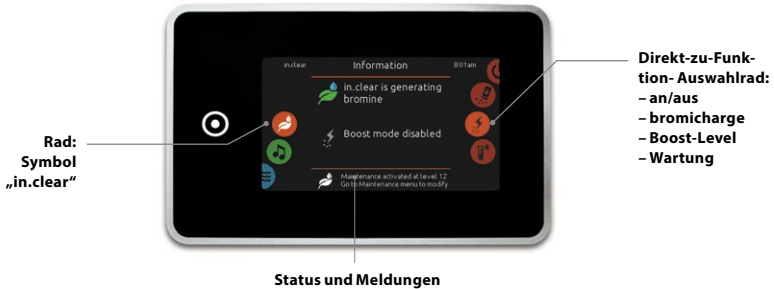 in.clear Information 8:01am
in.clear is generating
bromine
Boost mode disabled
Maintenance activated at level 12
Go to Maintenance menu to modify
Rad:
Symbol
„in.clear“
Direkt-zu-Funk-
tion- Auswahlrad:
– an/aus
– bromicharge
– Boost-Level
– Wartung
Status und Meldungen